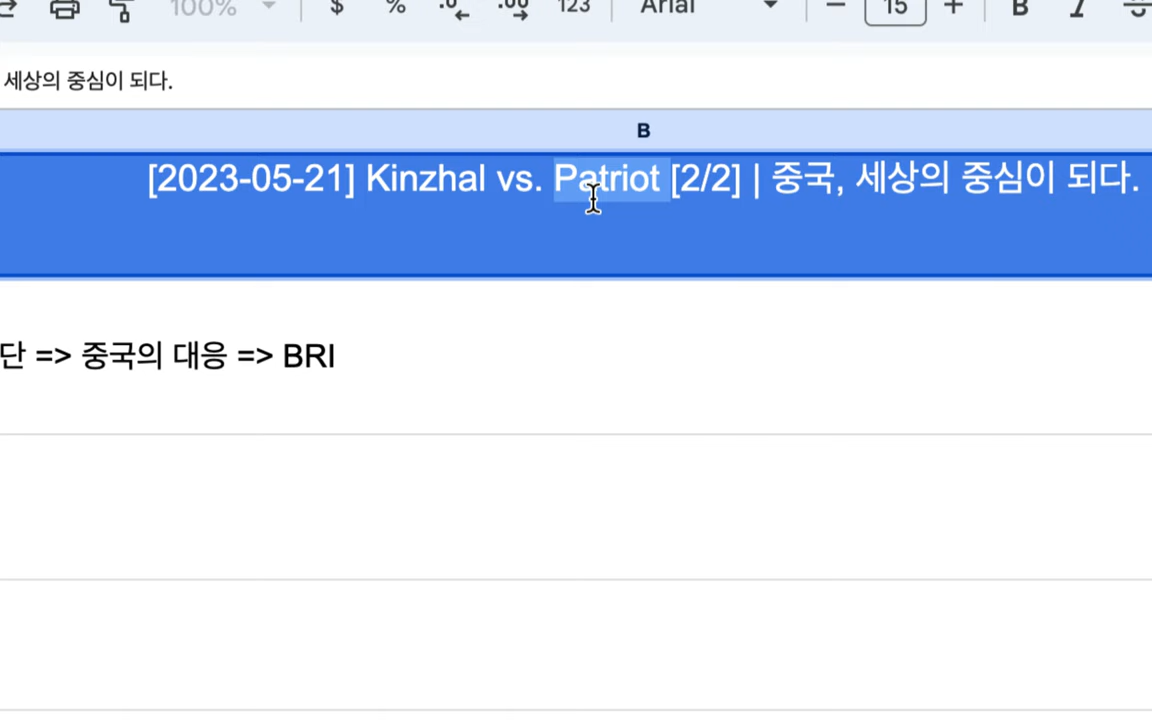 100% $ % .0 .00 123 Arial 15 B I
세상의 중심이 되다.
B
[2023-05-21] Kinzhal vs. Patriot [2/2] | 중국, 세상의 중심이 되다.
단 => 중국의 대응 => BRI